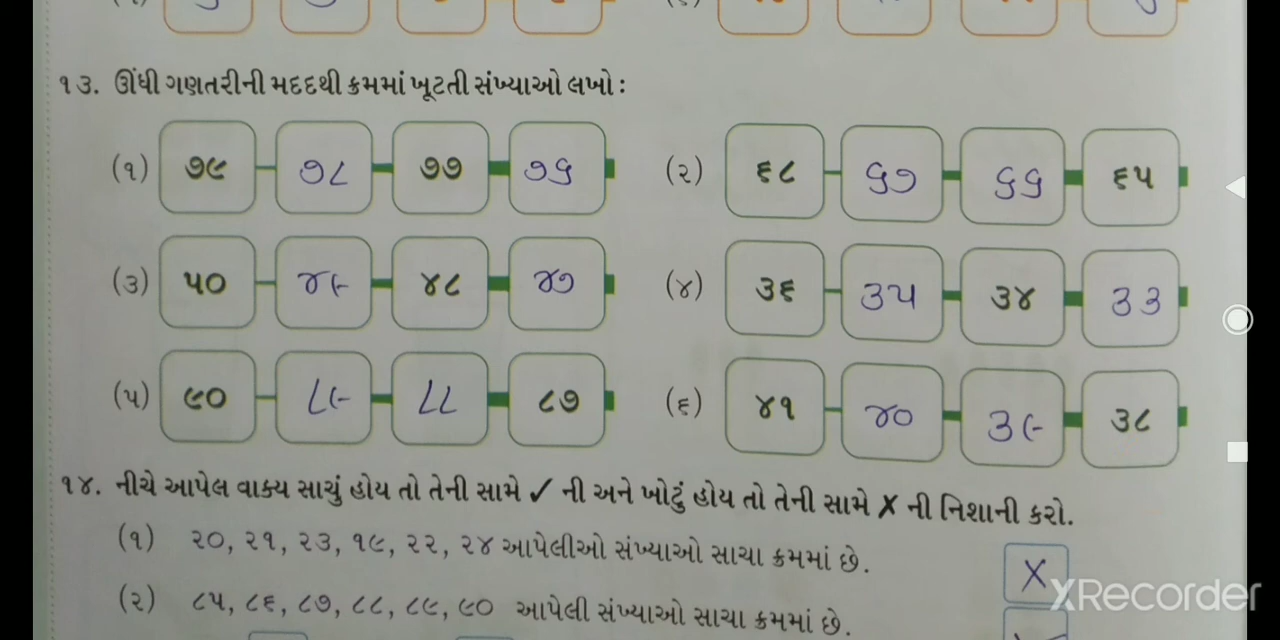 ૧૩. ઊંધી ગણતરીની મદદથી ક્રમમાં ખૂટતી સંખ્યાઓ લખો :
(૧) ૭૯ ૭૮ ૭૭ ૭૬ (૨) ૬૮ ૬૭ ૬૬ ૬૫
(૩) ૫૦ ૪૯ ૪૮ ૪૭ (૪) ૩૬ ૩૫ ૩૪ ૩૩
(૫) ૯૦ ૮૯ ૮૮ ૮૭ (૬) ૪૧ ૪૦ ૩૯ ૩૮
૧૪. નીચે આપેલ વાક્ય સાચું હોય તો તેની સામે ✓ ની અને ખોટું હોય તો તેની સામે ✗ ની નિશાની કરો.
(૧) ૨૦, ૨૧, ૨૩, ૧૯, ૨૨, ૨૪ આપેલીઓ સંખ્યાઓ સાચા ક્રમમાં છે. X
(૨) ૮૫, ૮૬, ૮૭, ૮૮, ૮૯, ૯૦ આપેલી સંખ્યાઓ સાચા ક્રમમાં છે.
XRecorder